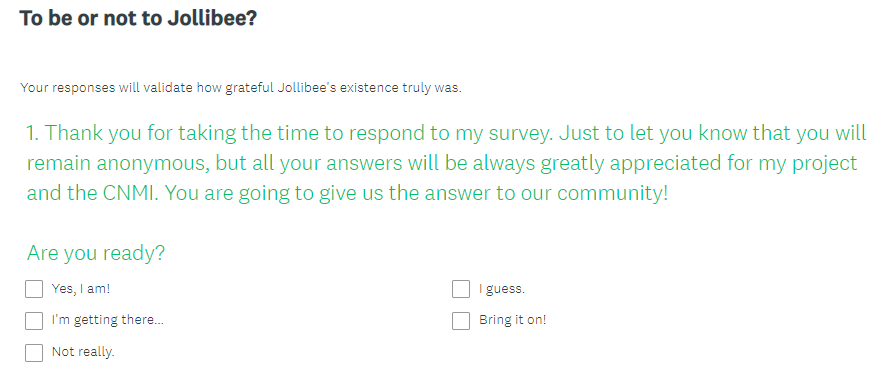 To be or not to Jollibee?
Your responses will validate how grateful Jollibee's existence truly was.
1. Thank you for taking the time to respond to my survey. Just to let you know that you will
remain anonymous, but all your answers will be always greatly appreciated for my project
and the CNMI. You are going to give us the answer to our community!
Are you ready?
Yes, I am!
I guess.
I'm getting there...
Bring it on!
Not really.